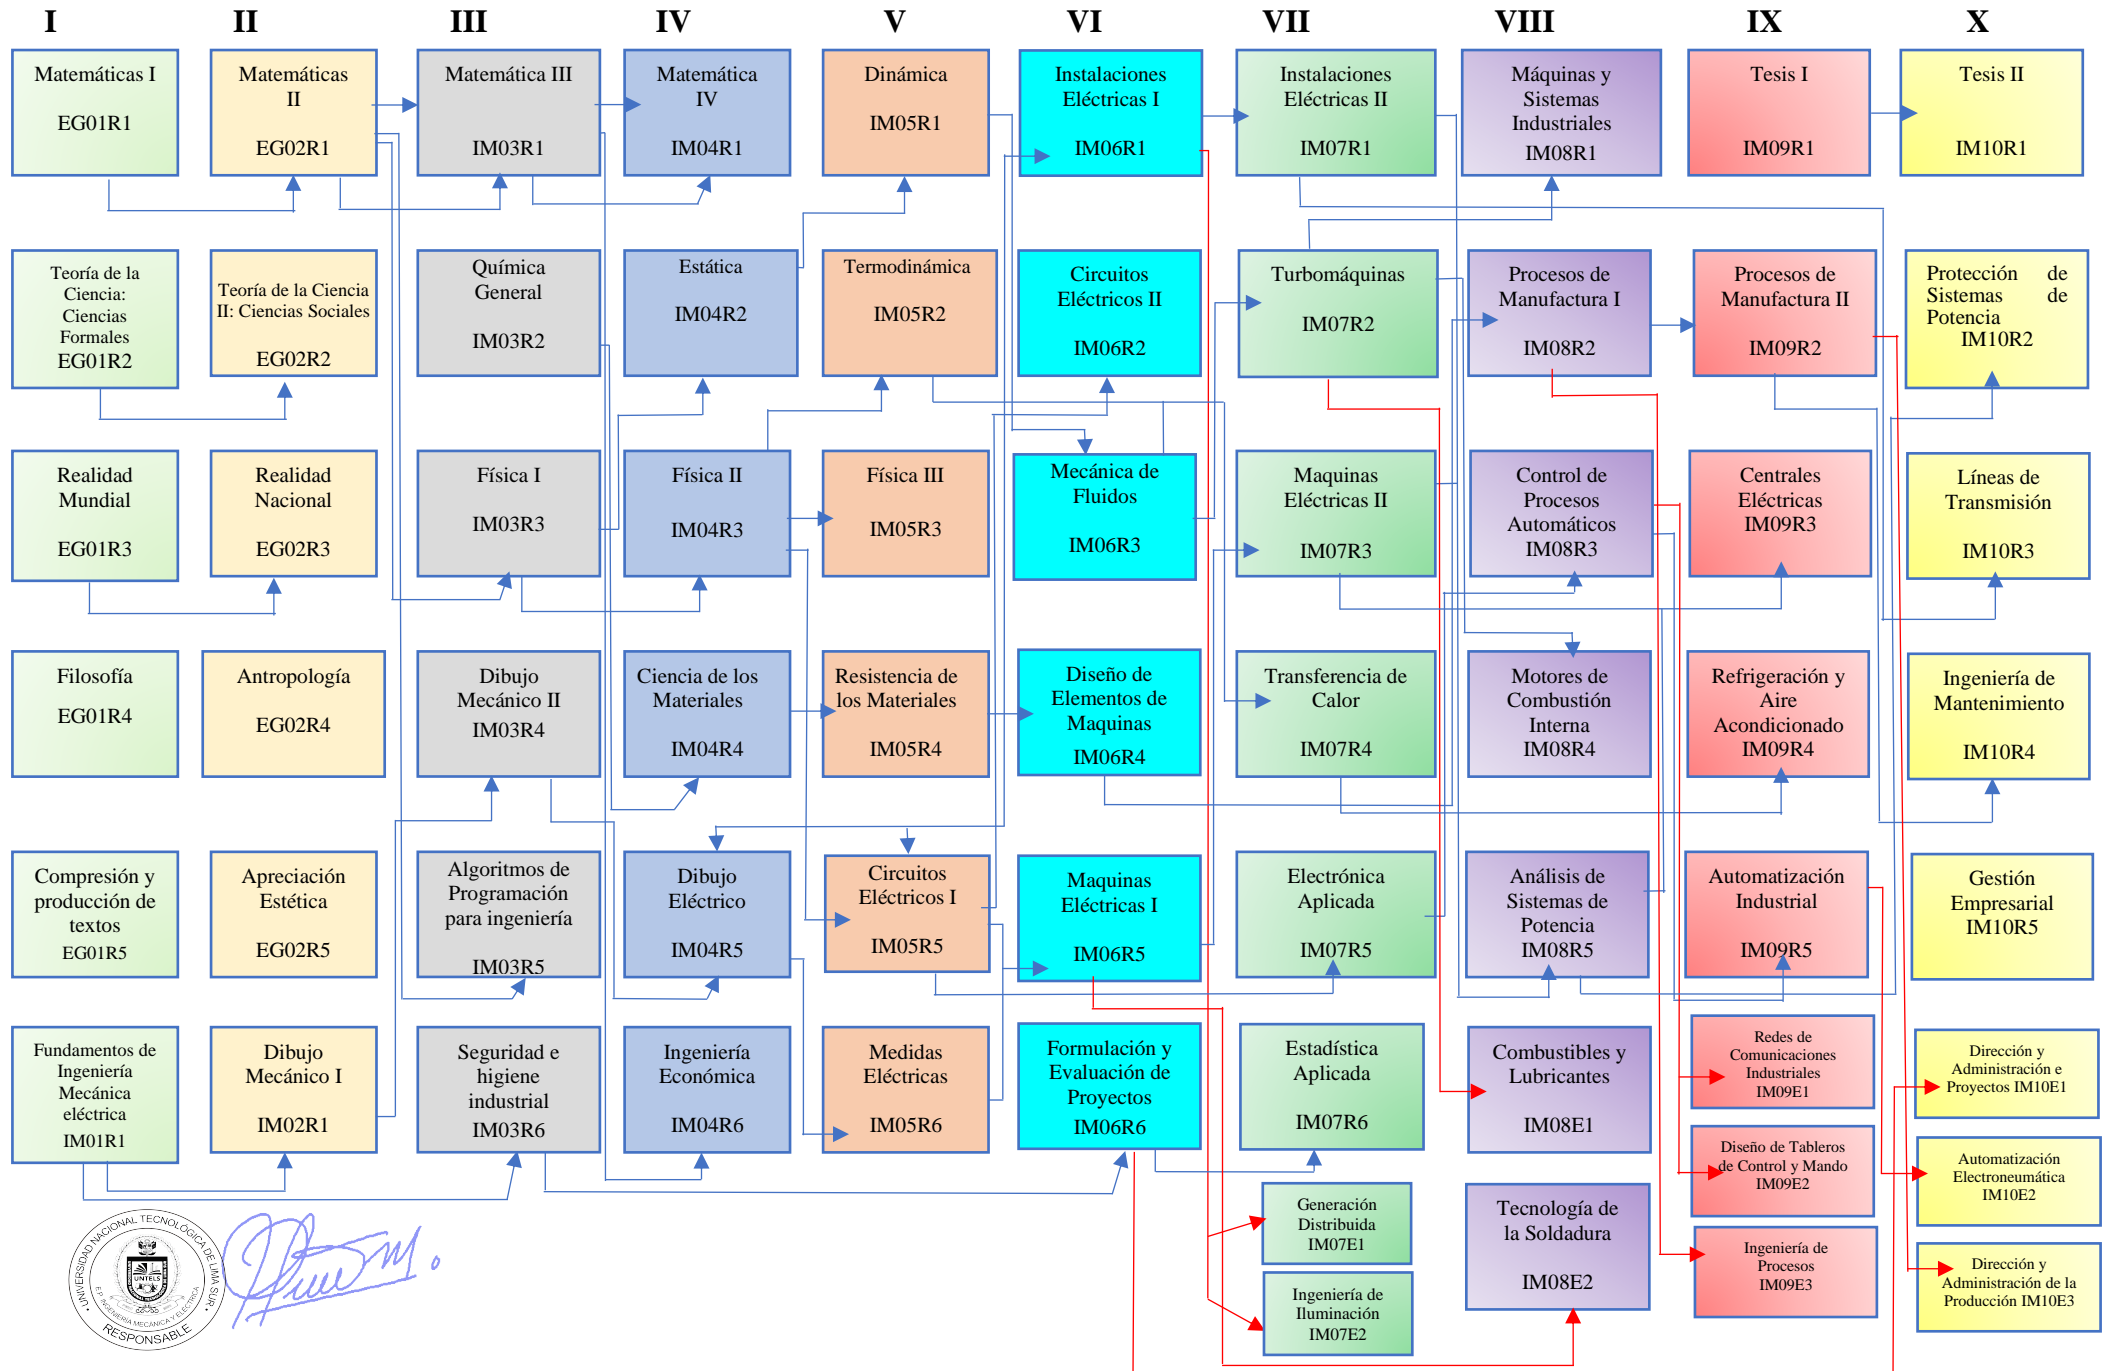 I II III IV V VI VII VIII IX X
Matemáticas I
EG01R1
Matemáticas
II
EG02R1
Matemática III
IM03R1
Matemática
IV
IM04R1
Dinámica
IM05R1
Instalaciones
Eléctricas I
IM06R1
Instalaciones
Eléctricas II
IM07R1
Máquinas y
Sistemas
Industriales
IM08R1
Tesis I
IM09R1
Tesis II
IM10R1
Teoría de la
Ciencia:
Ciencias
Formales
EG01R2
Teoría de la Ciencia
II: Ciencias Sociales
EG02R2
Química
General
IM03R2
Estática
IM04R2
Termodinámica
IM05R2
Circuitos
Eléctricos II
IM06R2
Turbomáquinas
IM07R2
Procesos de
Manufactura I
IM08R2
Procesos de
Manufactura II
IM09R2
Protección de
Sistemas de
Potencia
IM10R2
Realidad
Mundial
EG01R3
Realidad
Nacional
EG02R3
Física I
IM03R3
Física II
IM04R3
Física III
IM05R3
Mecánica de
Fluidos
IM06R3
Maquinas
Eléctricas II
IM07R3
Control de
Procesos
Automáticos
IM08R3
Centrales
Eléctricas
IM09R3
Líneas de
Transmisión
IM10R3
Filosofía
EG01R4
Antropología
EG02R4
Dibujo
Mecánico II
IM03R4
Ciencia de los
Materiales
IM04R4
Resistencia de
los Materiales
IM05R4
Diseño de
Elementos de
Maquinas
IM06R4
Transferencia de
Calor
IM07R4
Motores de
Combustión
Interna
IM08R4
Refrigeración y
Aire
Acondicionado
IM09R4
Ingeniería de
Mantenimiento
IM10R4
Compresión y
producción de
textos
EG01R5
Apreciación
Estética
EG02R5
Algoritmos de
Programación
para ingeniería
IM03R5
Dibujo
Eléctrico
IM04R5
Circuitos
Eléctricos I
IM05R5
Maquinas
Eléctricas I
IM06R5
Electrónica
Aplicada
IM07R5
Análisis de
Sistemas de
Potencia
IM08R5
Automatización
Industrial
IM09R5
Gestión
Empresarial
IM10R5
Fundamentos de
Ingeniería
Mecánica
eléctrica
IM01R1
Dibujo
Mecánico I
IM02R1
Seguridad e
higiene
industrial
IM03R6
Ingeniería
Económica
IM04R6
Medidas
Eléctricas
IM05R6
Formulación y
Evaluación de
Proyectos
IM06R6
Estadística
Aplicada
IM07R6
Combustibles y
Lubricantes
IM08E1
Redes de
Comunicaciones
Industriales
IM09E1
Dirección y
Administración e
Proyectos IM10E1
Diseño de Tableros
de Control y Mando
IM09E2
Automatización
Electroneumática
IM10E2
Generación
Distribuida
IM07E1
Tecnología de
la Soldadura
IM08E2
Ingeniería de
Procesos
IM09E3
Dirección y
Administración de la
Producción IM10E3
Ingeniería de
Iluminación
IM07E2
UNIVERSIDAD NACIONAL TECNOLÓGICA DE LIMA SUR
E.P. INGENIERÍA MECÁNICA Y ELÉCTRICA
UNTELS
RESPONSABLE